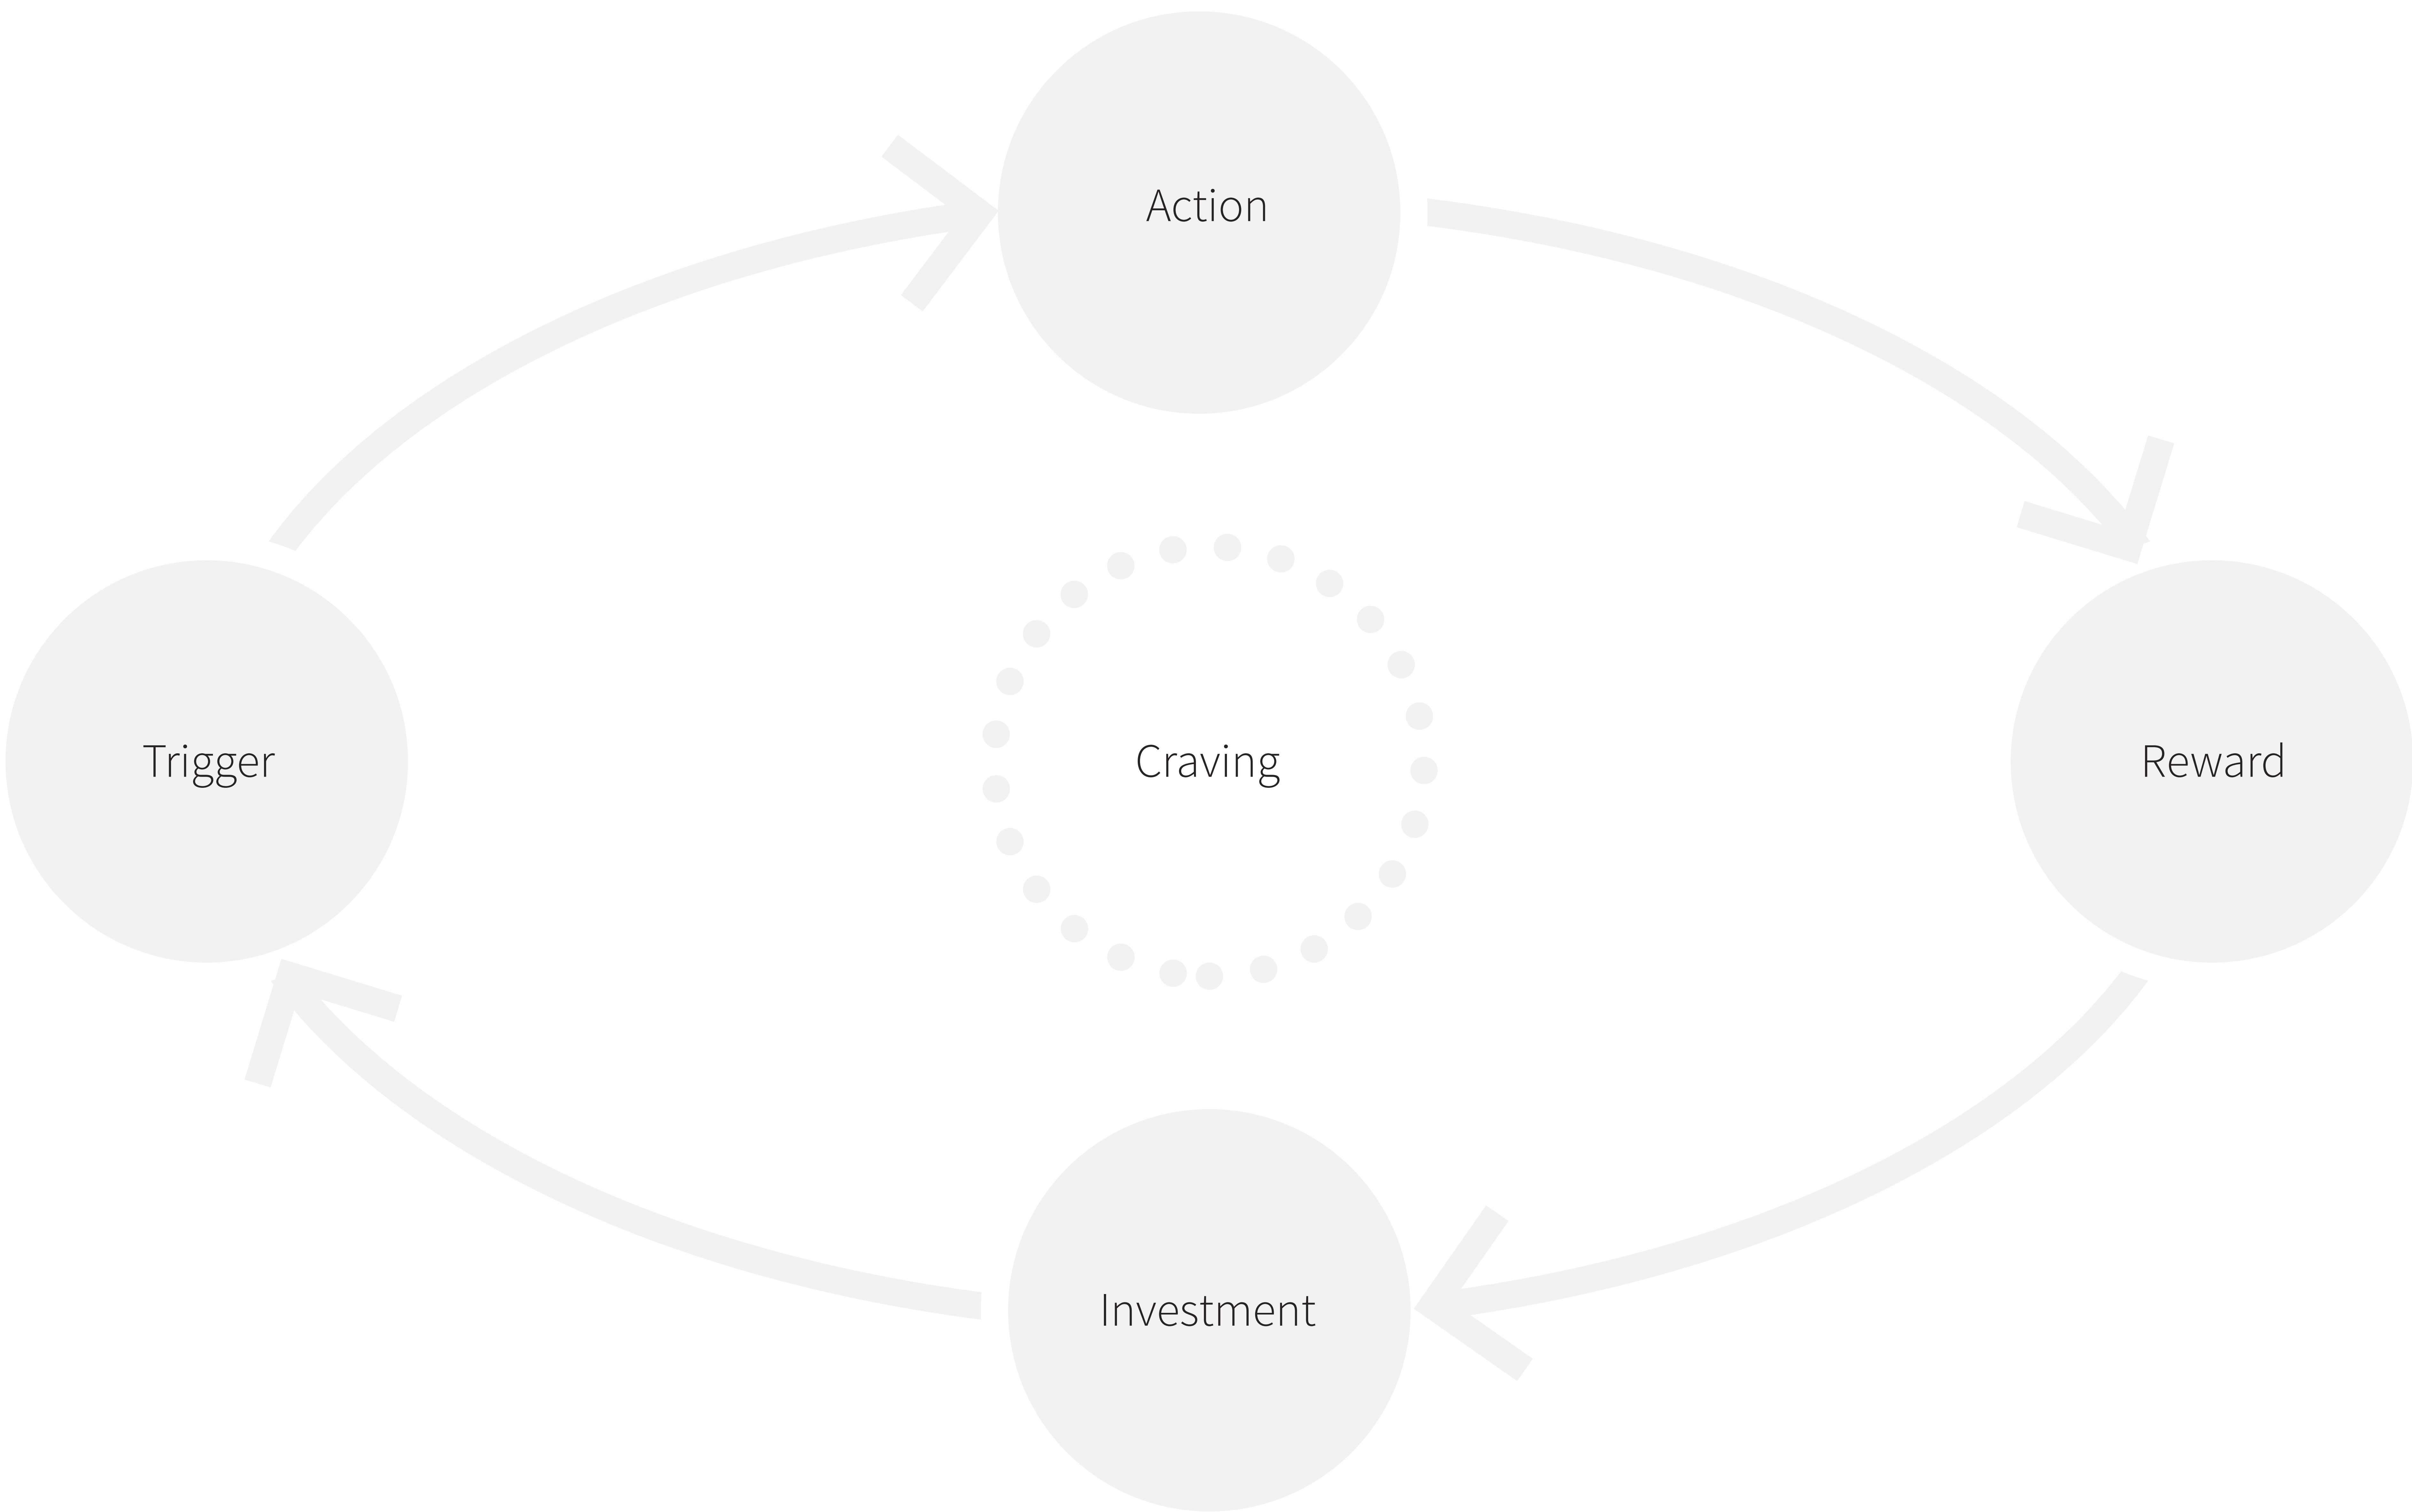 Action
Trigger
Craving
Reward
Investment